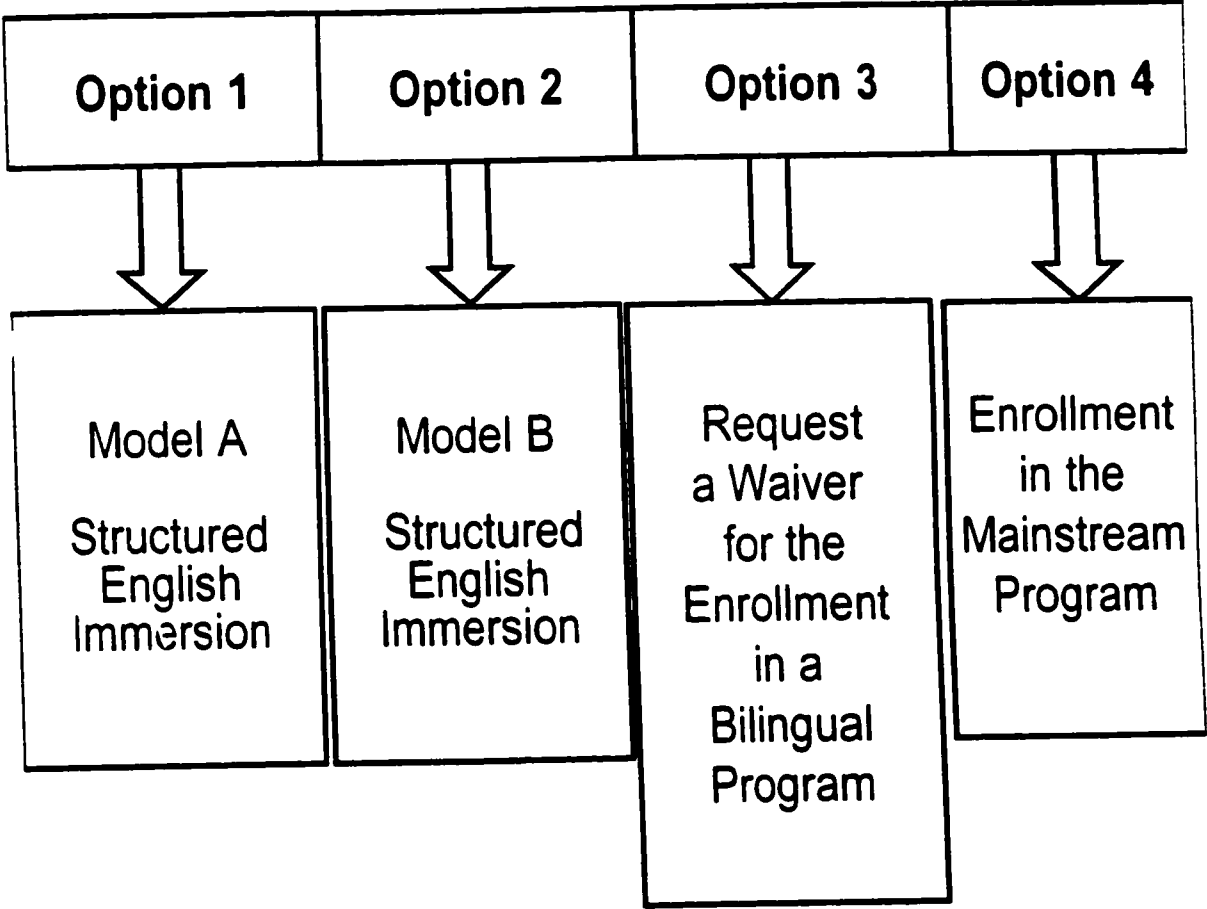 Option 1
Option 2
Option 3
Option 4
Model A
Structured
English
Immersion
Model B
Structured
English
Immersion
Request
a Waiver
for the
Enrollment
in a
Bilingual
Program
Enrollment
in the
Mainstream
Program